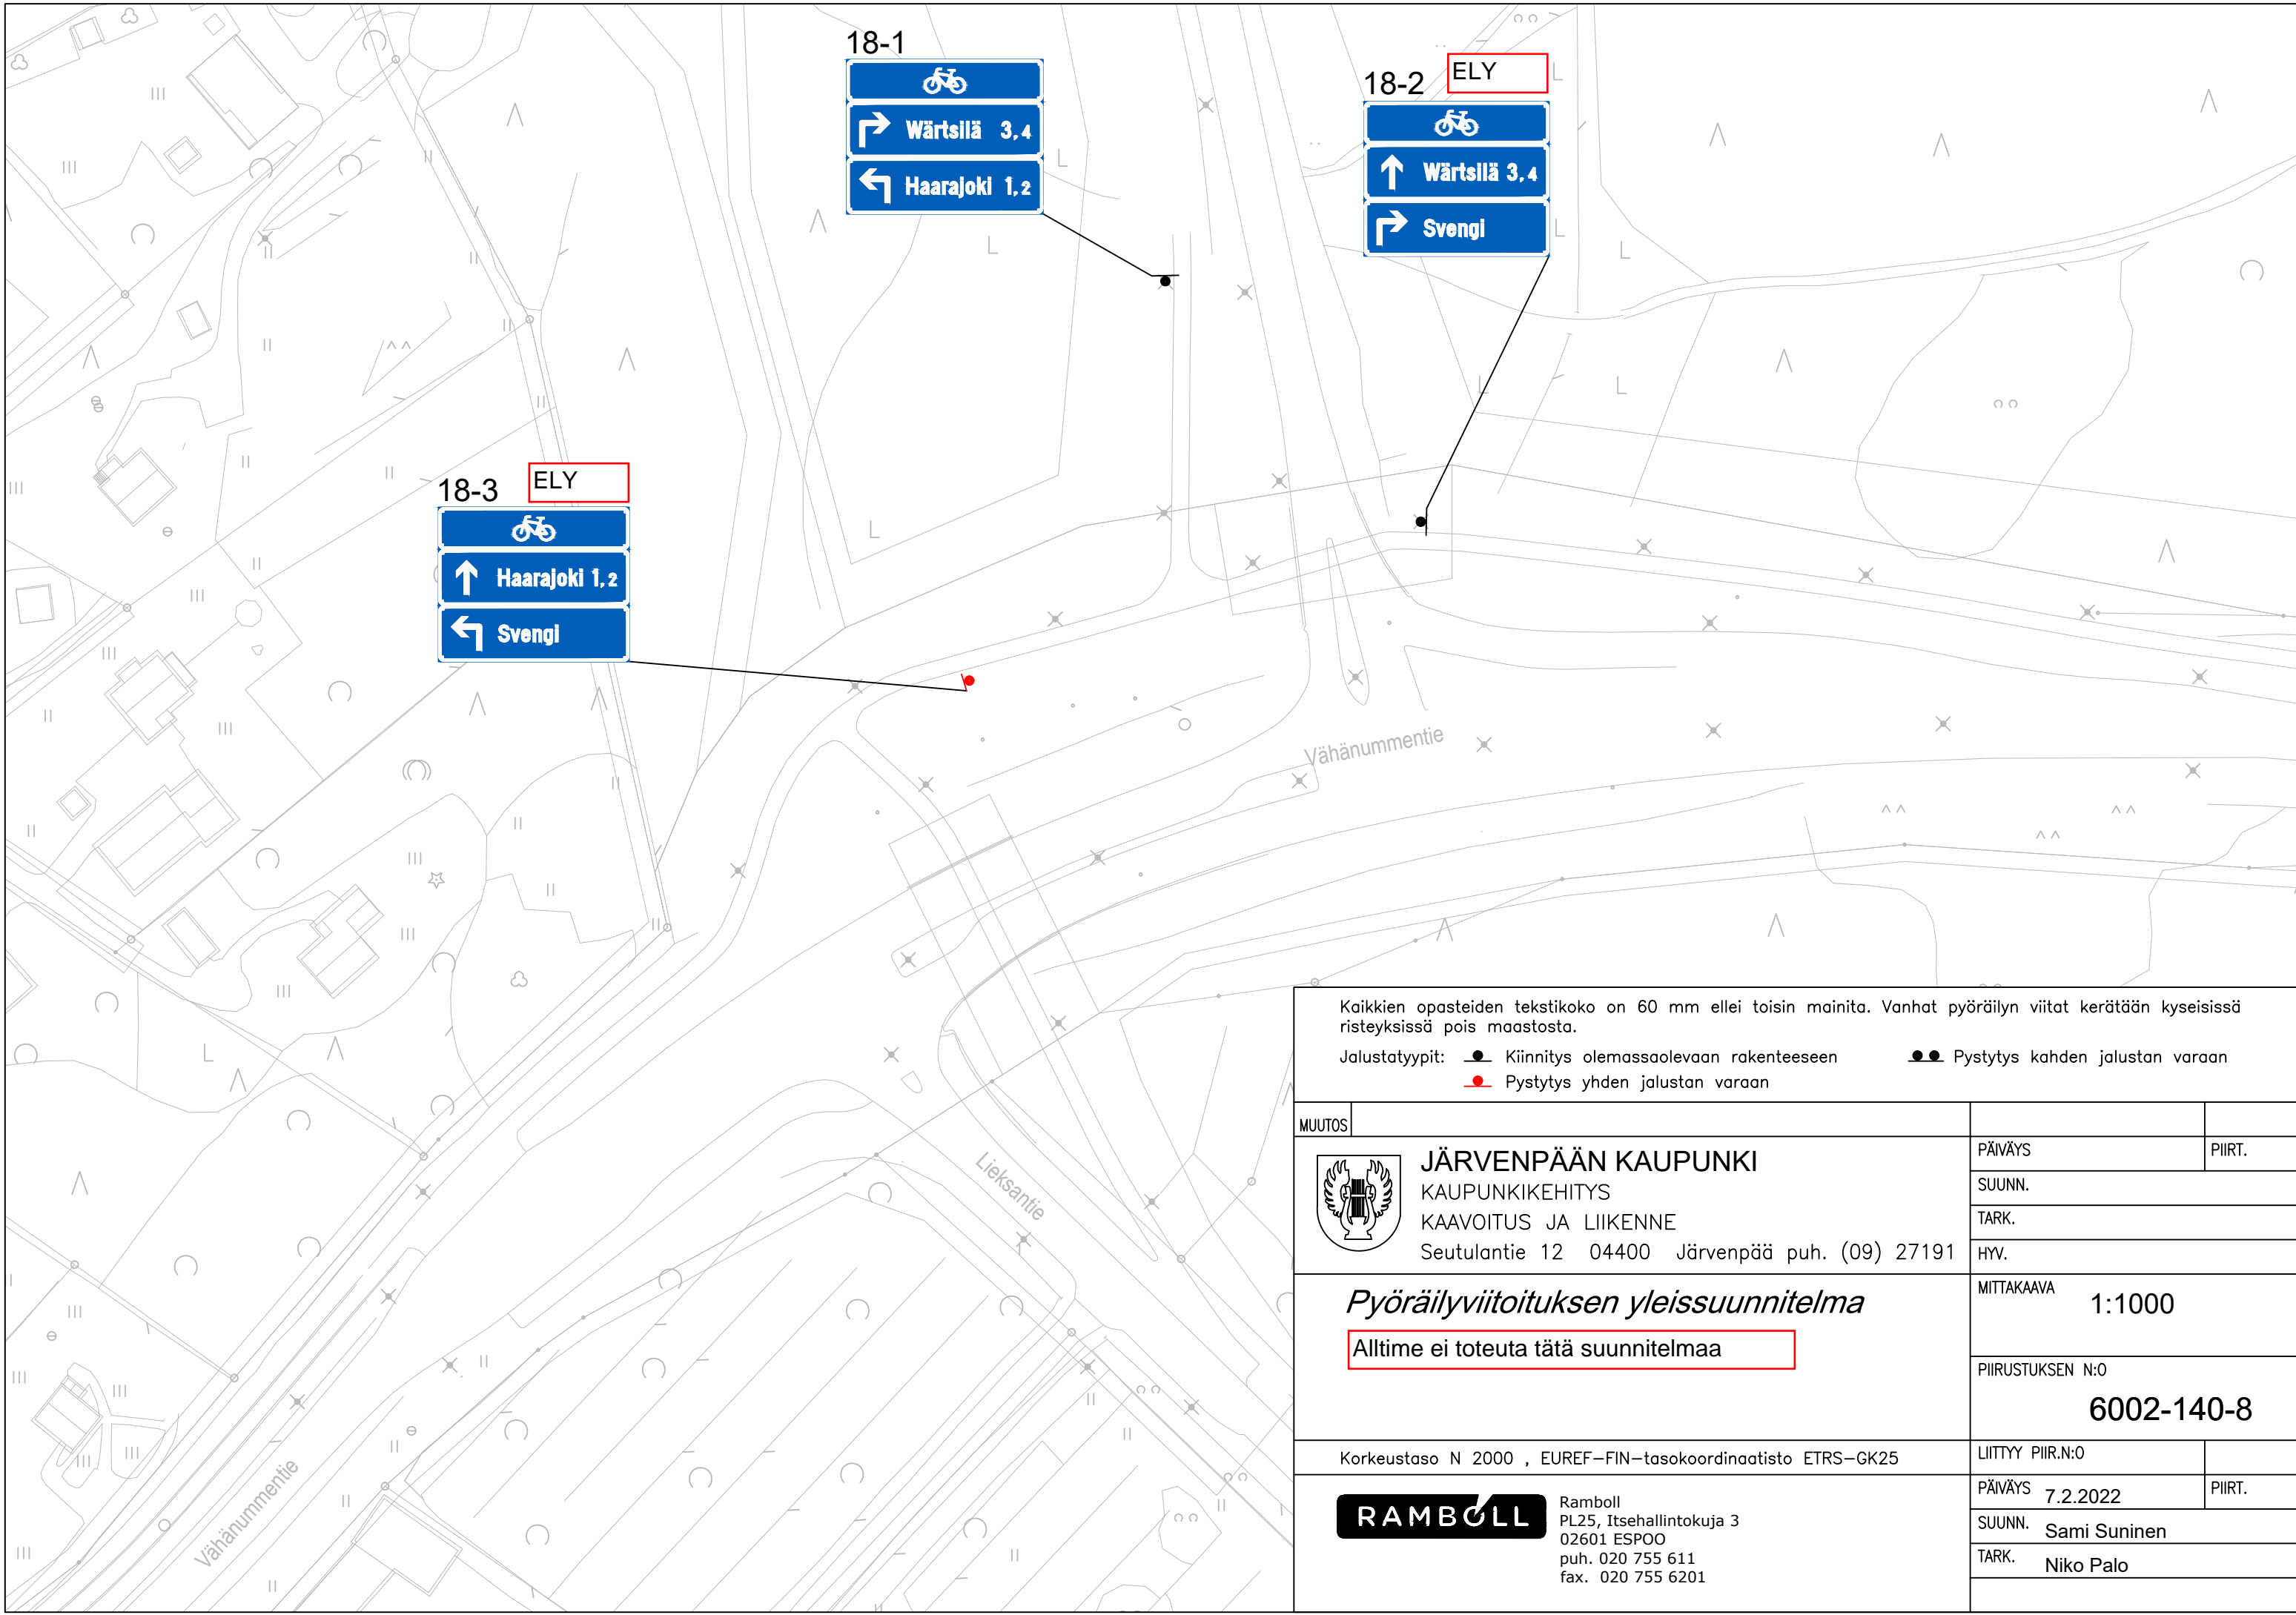 18-1
Wärtsilä 3,4
Haarajoki 1,2
18-2
ELY
Wärtsilä 3,4
Svengi
18-3
ELY
Haarajoki 1,2
Svengi
Vähänummentie
Lieksantie
Vähänummentie
Kaikkien opasteiden tekstikoko on 60 mm ellei toisin mainita. Vanhat pyöräilyn viitat kerätään kyseisissä
risteyksissä pois maastosta.
Jalustatyypit: Kiinnitys olemassaolevaan rakenteeseen Pystytys kahden jalustan varaan
Pystytys yhden jalustan varaan
MUUTOS
JÄRVENPÄÄN KAUPUNKI
KAUPUNKIKEHITYS
KAAVOITUS JA LIIKENNE
Seutulantie 12 04400 Järvenpää puh. (09) 27191
PÄIVÄYS PIIRT.
SUUNN.
TARK.
HYV.
Pyöräilyviitoituksen yleissuunnitelma
Alltime ei toteuta tätä suunnitelmaa
MITTAKAAVA
1:1000
PIIRUSTUKSEN N:O
6002-140-8
Korkeustaso N 2000 , EUREF-FIN-tasokoordinaatisto ETRS-GK25
LIITTYY PIIR.N:O
RAMBOLL
Ramboll
PL25, Itsehallintokuja 3
02601 ESPOO
puh. 020 755 611
fax. 020 755 6201
PÄIVÄYS 7.2.2022 PIIRT.
SUUNN. Sami Suninen
TARK. Niko Palo